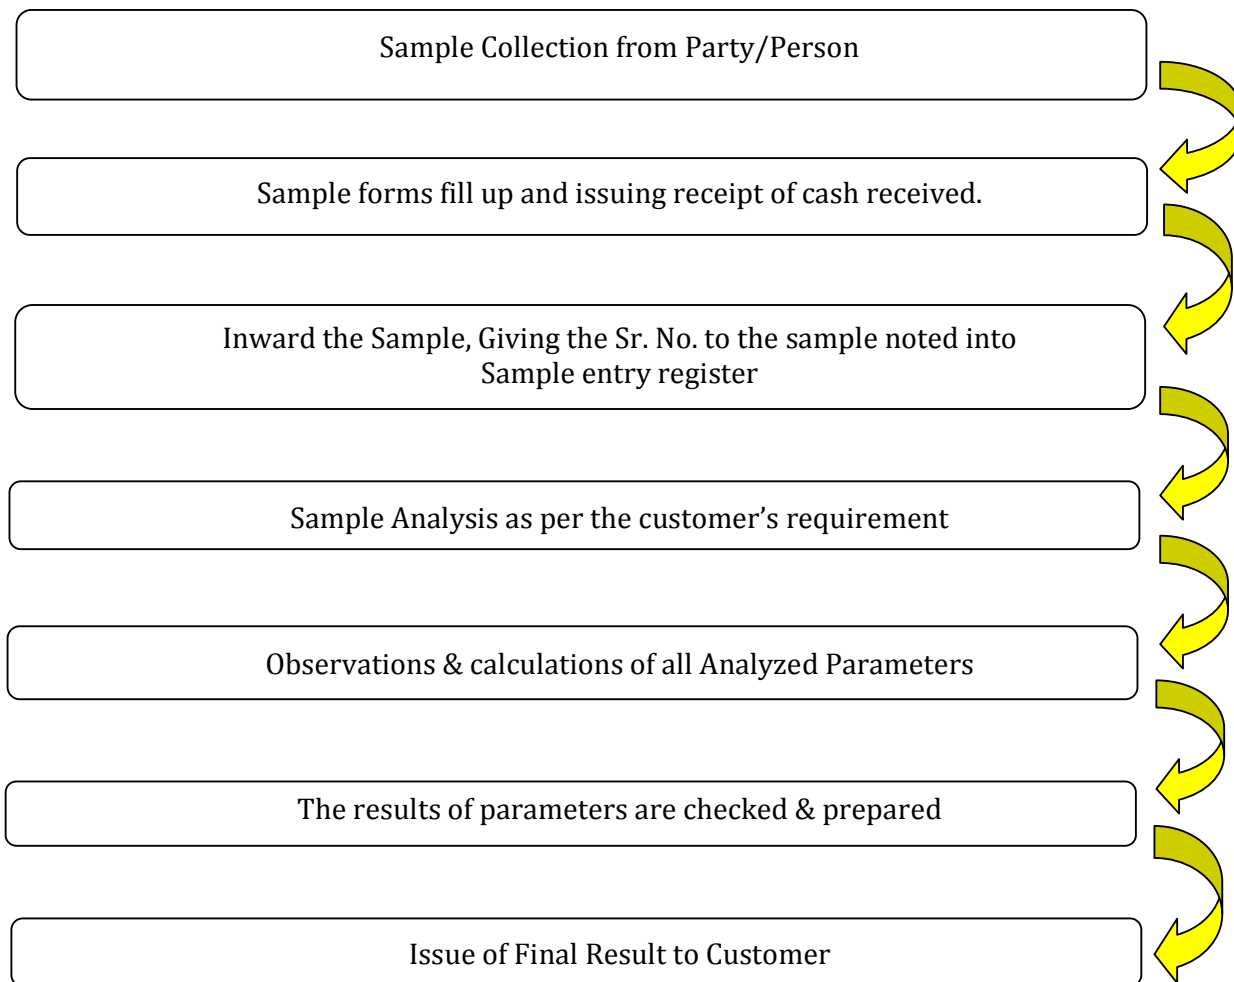 Sample Collection from Party/Person
Sample forms fill up and issuing receipt of cash received.
Inward the Sample, Giving the Sr. No. to the sample noted into
Sample entry register
Sample Analysis as per the customer’s requirement
Observations & calculations of all Analyzed Parameters
The results of parameters are checked & prepared
Issue of Final Result to Customer